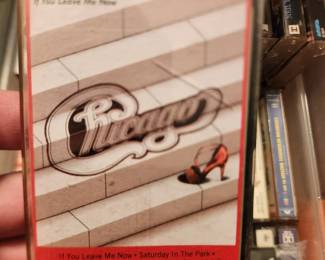 If You Leave Me Now
Chicago
If You Leave Me Now • Saturday In The Park •